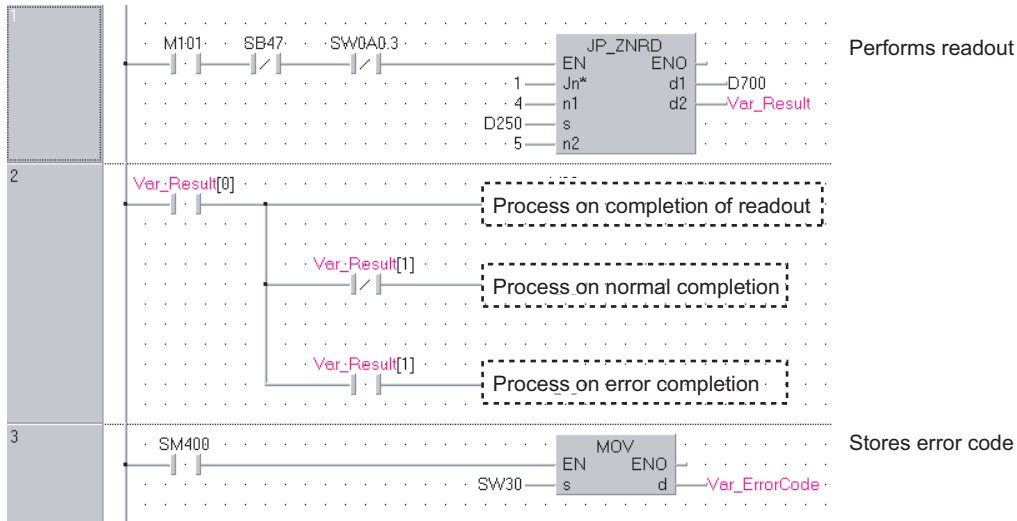 1
M101 SB47 SW0A0.3 JP_ZNRD Performs readout
EN ENO
1 Jn* d1 D700
4 n1 d2 Var_Result
D250 s
5 n2
2
Var_Result[0]
Process on completion of readout
Var_Result[1]
Process on normal completion
Var_Result[1]
Process on error completion
3
SM400 MOV Stores error code
EN ENO
SW30 s d Var_ErrorCode